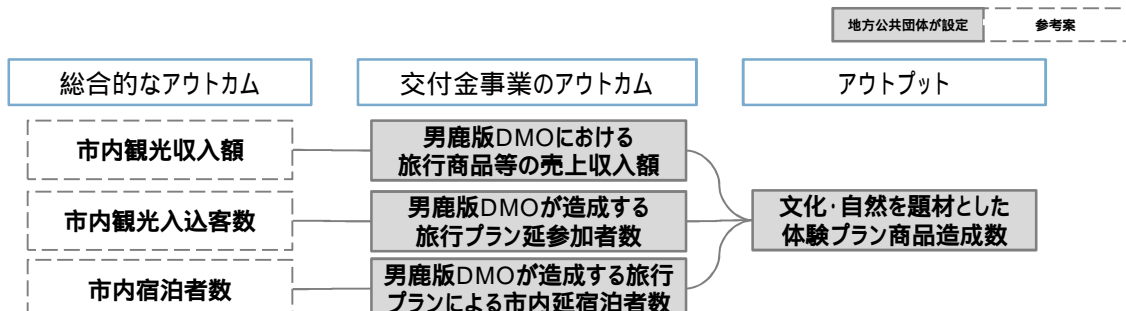 地方公共団体が設定
参考案
総合的なアウトカム
交付金事業のアウトカム
アウトプット
市内観光収入額
男鹿版DMOにおける
旅行商品等の売上収入額
市内観光入込客数
男鹿版DMOが造成する
旅行プラン延参加者数
文化・自然を題材とした
体験プラン商品造成数
市内宿泊者数
男鹿版DMOが造成する旅行
プランによる市内延宿泊者数